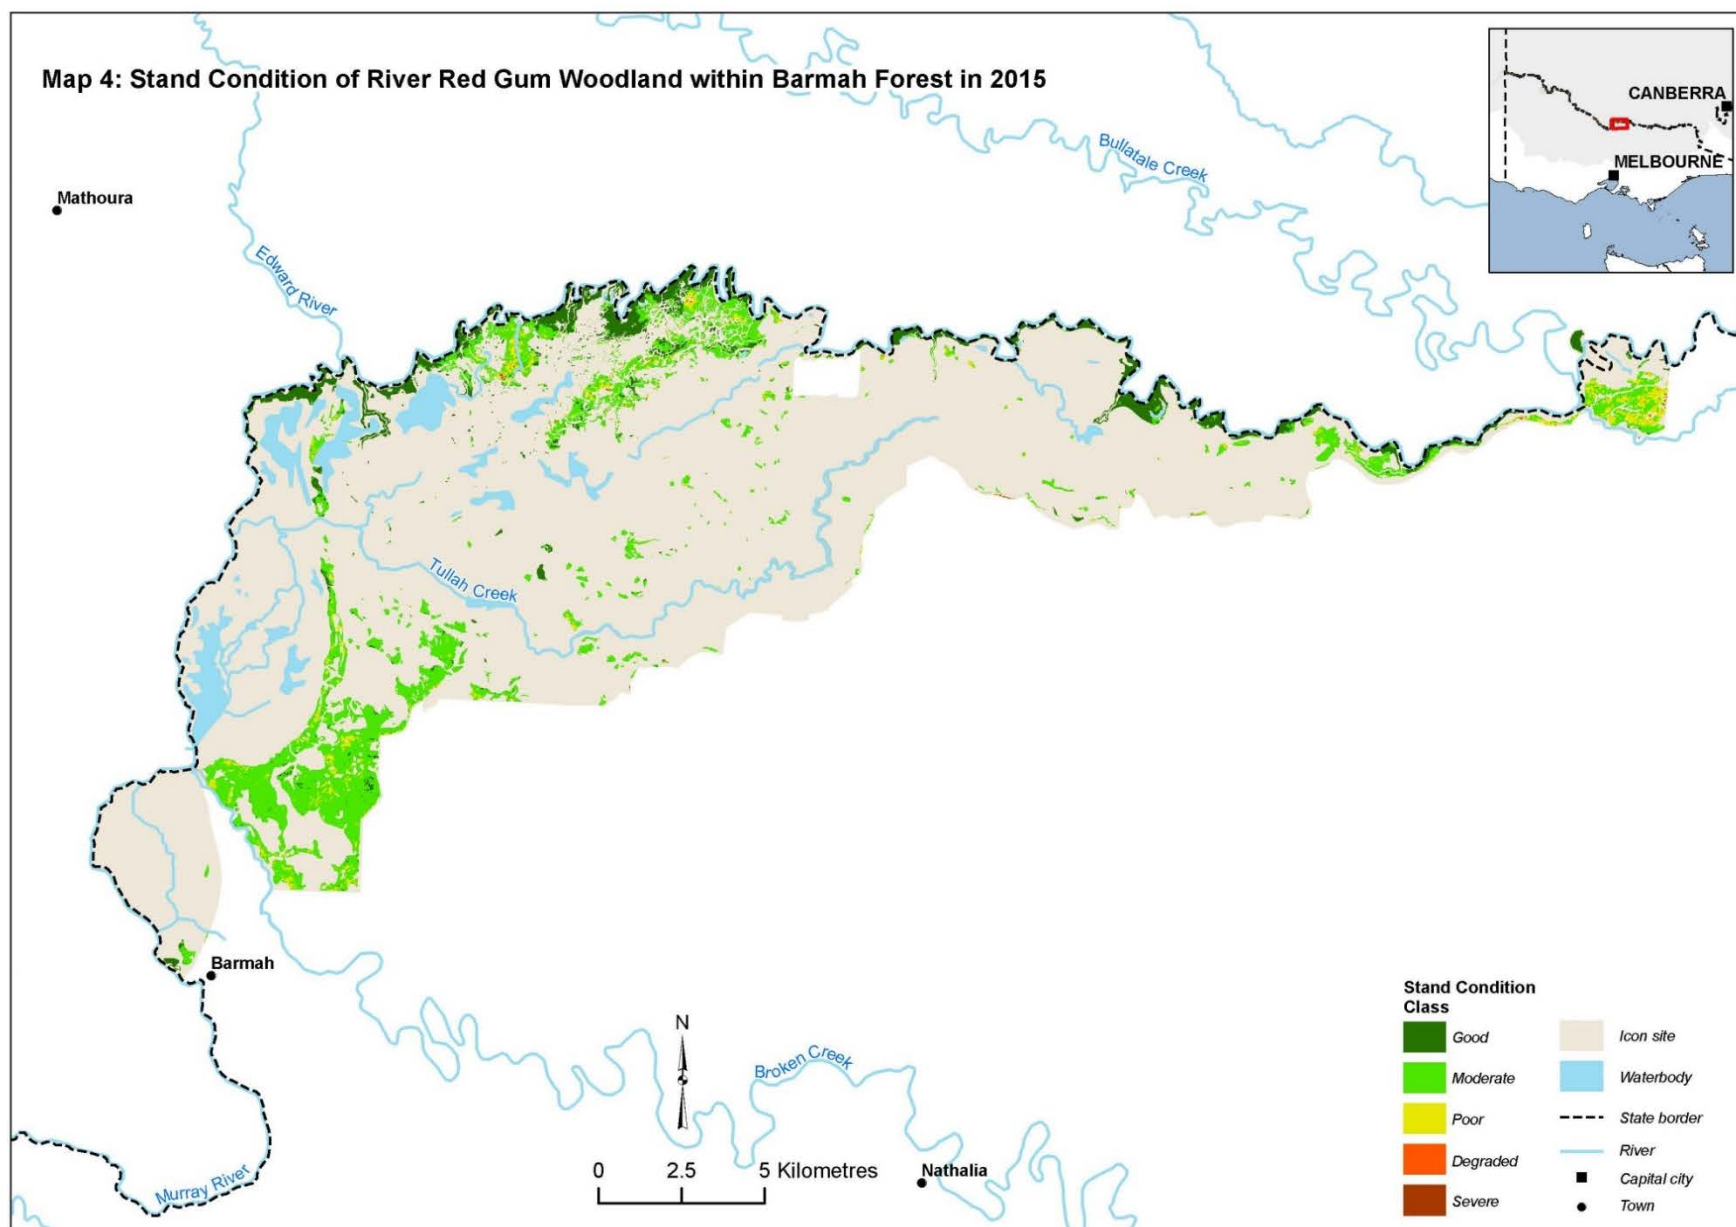 Map 4: Stand Condition of River Red Gum Woodland within Barmah Forest in 2015
CANBERRA
MELBOURNE
Bullatale Creek
Mathoura
Edward River
Tullah Creek
Barmah
Murray River
N
Broken Creek
0 2.5 5 Kilometres
Nathalia
Stand Condition
Class
Good
Moderate
Poor
Degraded
Severe
Icon site
Waterbody
State border
River
Capital city
Town